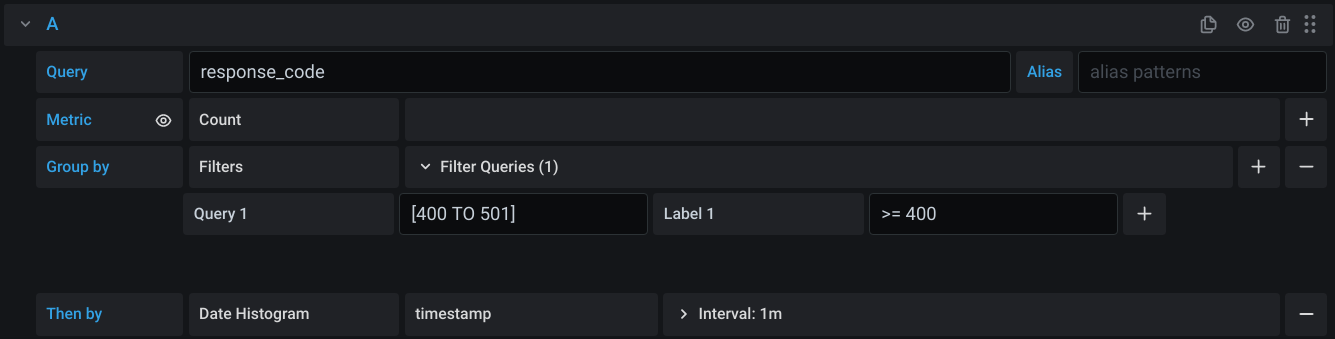 A
Query response_code Alias alias patterns
Metric Count
Group by Filters Filter Queries (1)
Query 1 [400 TO 501] Label 1 >= 400
Then by Date Histogram timestamp Interval: 1m